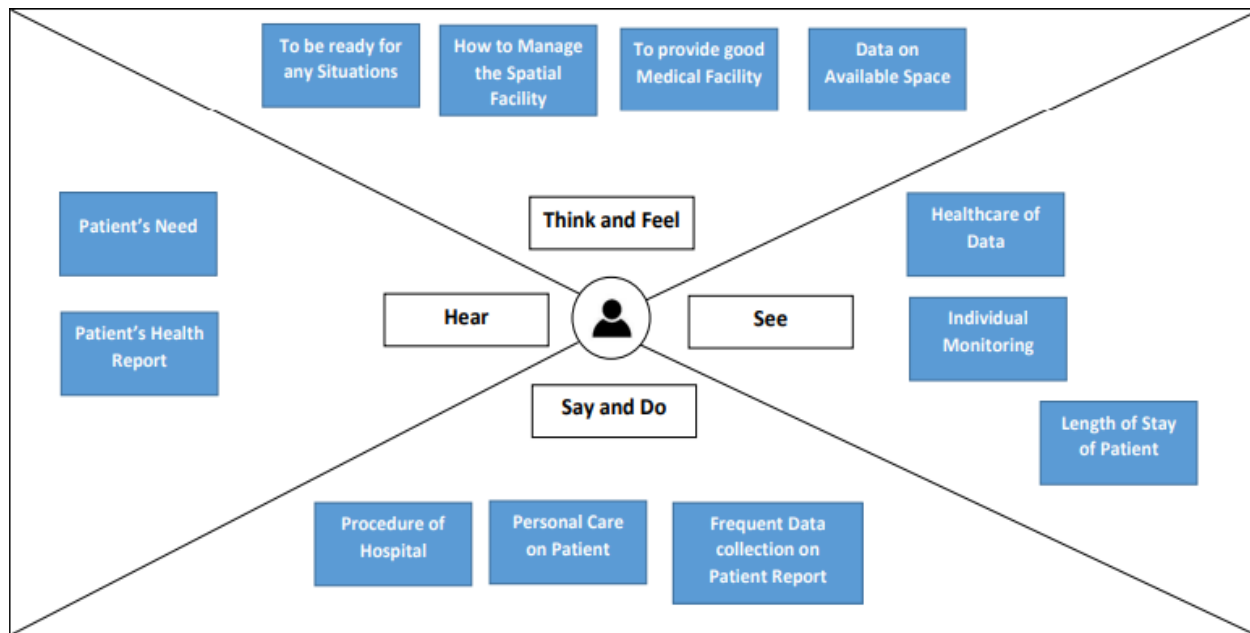 To be ready for
any Situations
How to Manage
the Spatial
Facility
To provide good
Medical Facility
Data on
Available Space
Think and Feel
Patient's Need
Patient's Health
Report
Hear
See
Healthcare of
Data
Individual
Monitoring
Length of Stay
of Patient
Say and Do
Procedure of
Hospital
Personal Care
on Patient
Frequent Data
collection on
Patient Report